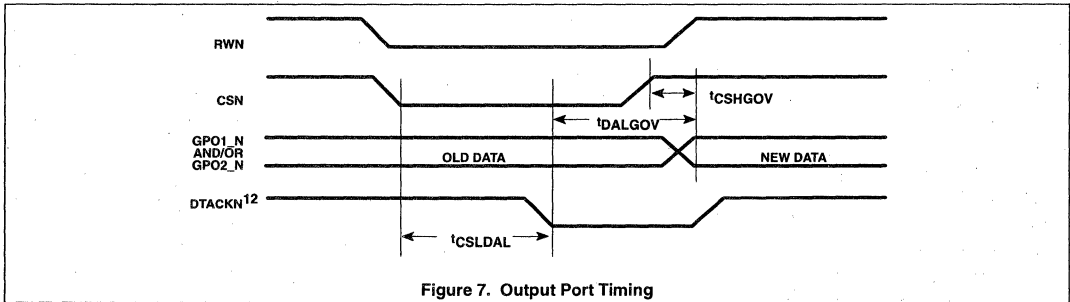 RWN
CSN
tCSHGOV
tDALGOV
GPO1_N
AND/OR
GPO2_N
OLD DATA
NEW DATA
DTACKN12
tCSLDAL
Figure 7. Output Port Timing